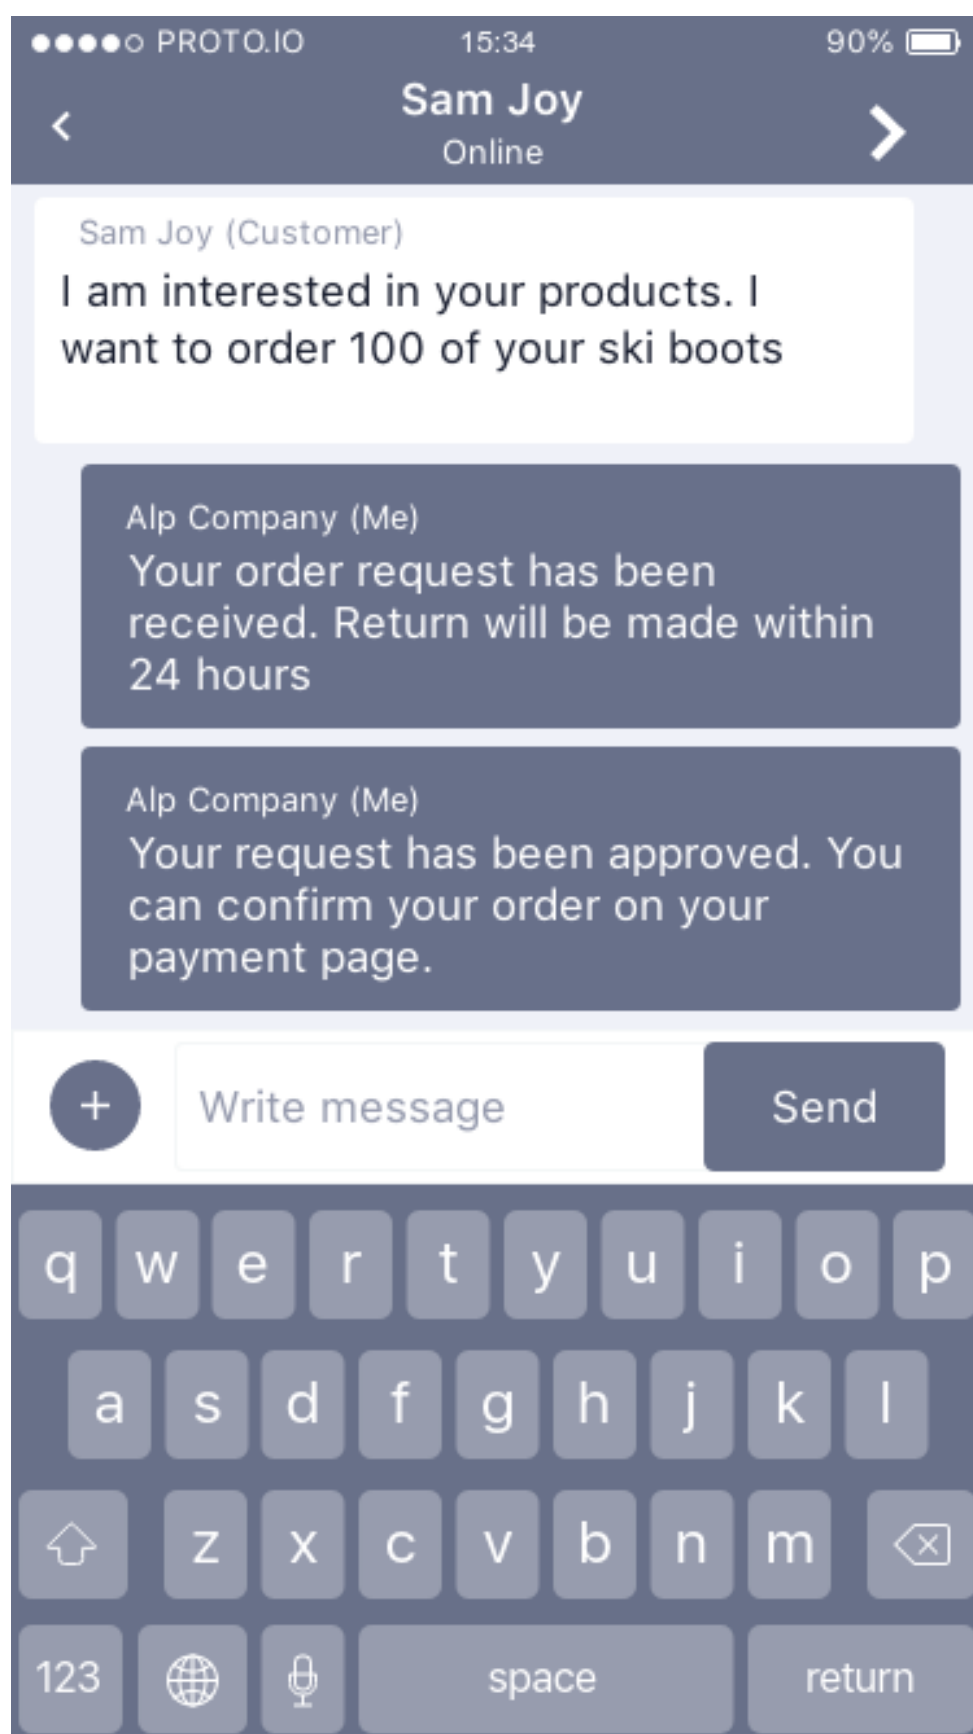 PROTO.IO 15:34 90%
Sam Joy
Online
Sam Joy (Customer)
I am interested in your products. I
want to order 100 of your ski boots
Alp Company (Me)
Your order request has been
received. Return will be made within
24 hours
Alp Company (Me)
Your request has been approved. You
can confirm your order on your
payment page.
Write message Send
q w e r t y u i o p
a s d f g h j k l
z x c v b n m
123 space return